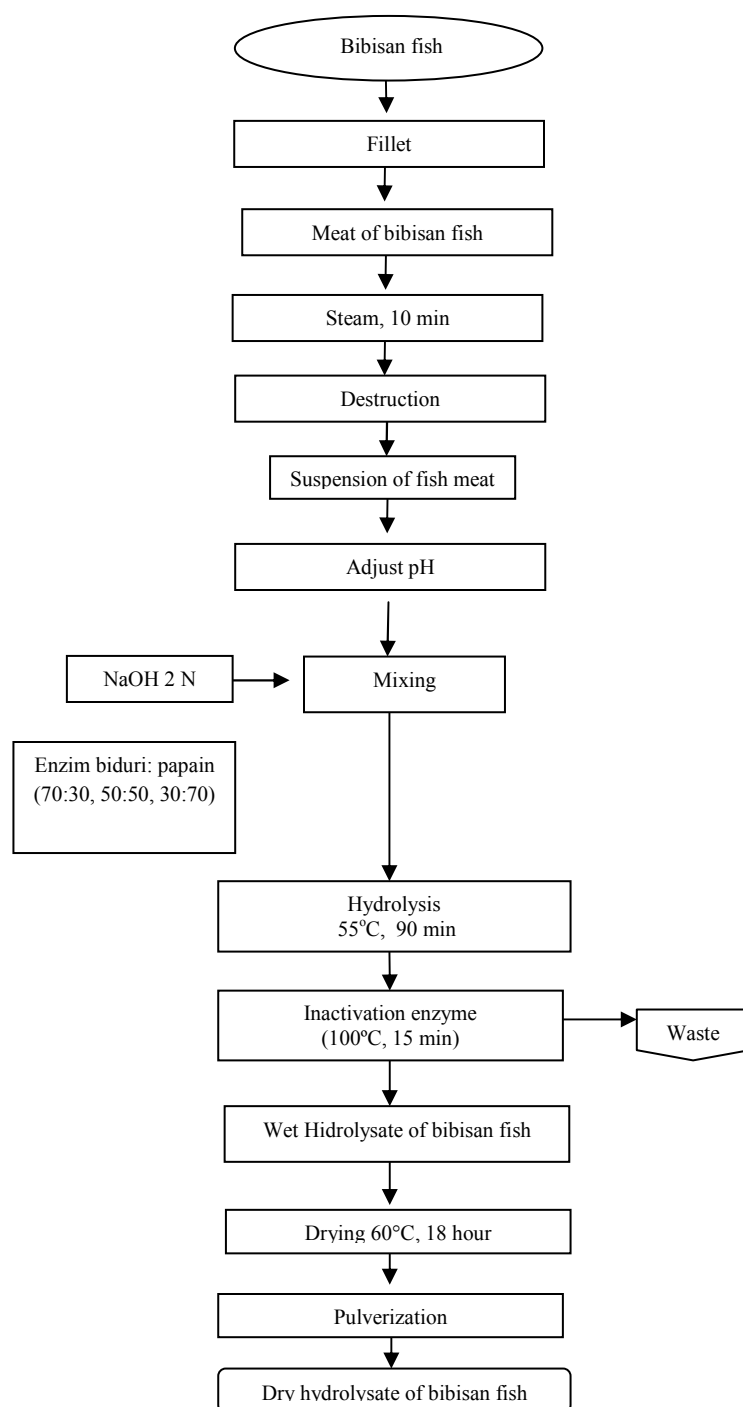 Bibisan fish
Fillet
Meat of bibisan fish
Steam, 10 min
Destruction
Suspension of fish meat
Adjust pH
NaOH 2 N
Mixing
Enzim biduri: papain
(70:30, 50:50, 30:70)
Hydrolysis
55°C, 90 min
Inactivation enzyme
(100ºC, 15 min)
Waste
Wet Hidrolysate of bibisan fish
Drying 60°C, 18 hour
Pulverization
Dry hydrolysate of bibisan fish